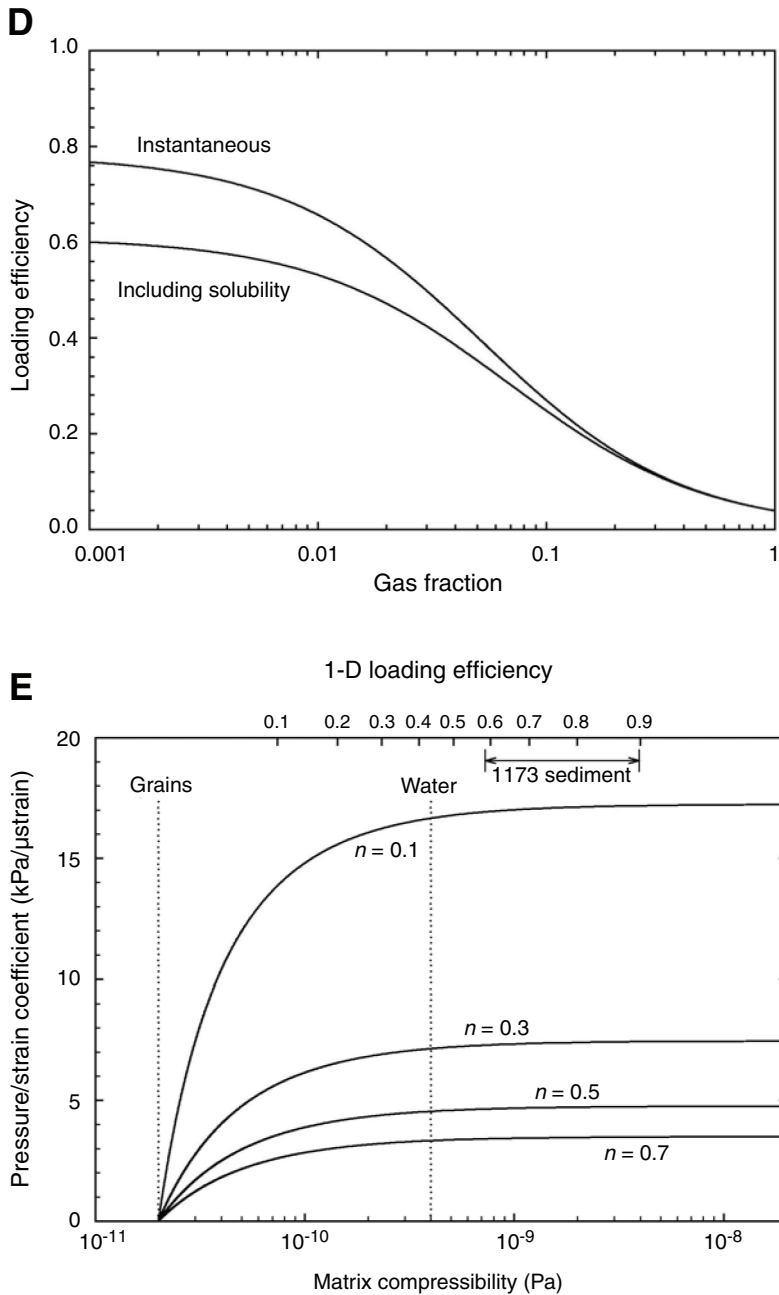 D
1.0
0.8
0.6
0.4
0.2
0.0
Loading efficiency
Instantaneous
Including solubility
0.001 0.01 0.1 1
Gas fraction
E
1-D loading efficiency
0.1 0.2 0.3 0.4 0.5 0.6 0.7 0.8 0.9
20
15
10
5
0
Pressure/strain coefficient (kPa/µstrain)
Grains
Water
1173 sediment
n = 0.1
n = 0.3
n = 0.5
n = 0.7
10-11 10-10 10-9 10-8
Matrix compressibility (Pa)